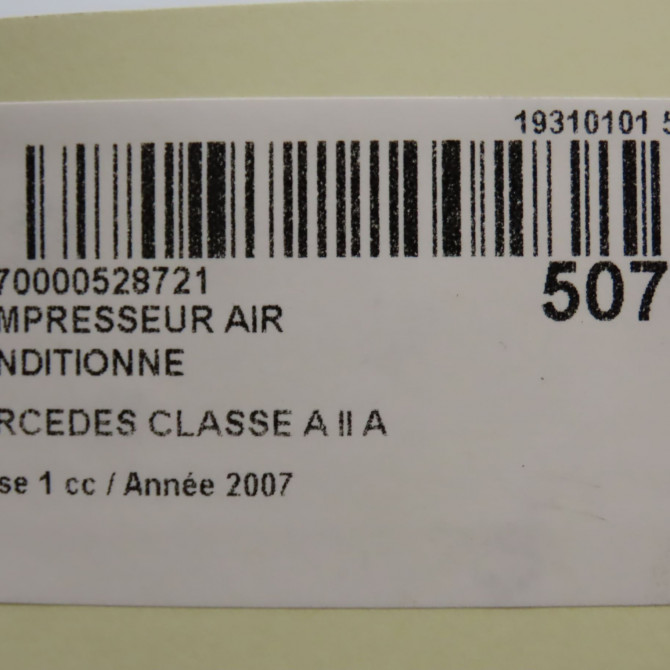 19310101 5
70000528721
507
MPRESSEUR AIR
NDITIONNE
RCEDES CLASSE A II A
se 1 cc / Année 2007